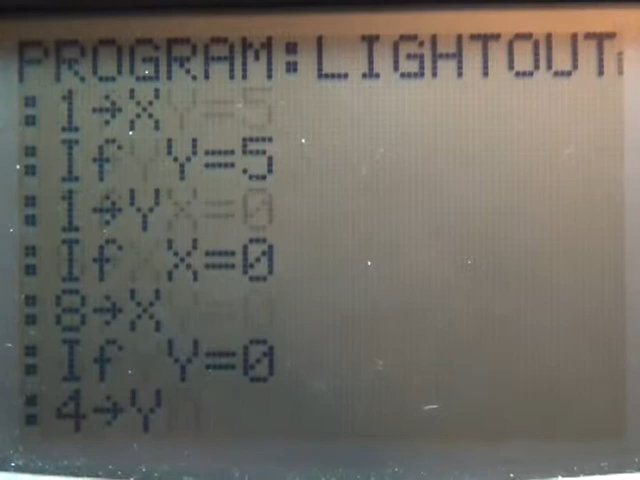 PROGRAM:LIGHTOUT
:1→X
:If Y=5
:1→Y
:If X=0
:8→X
:If Y=0
:4→Y